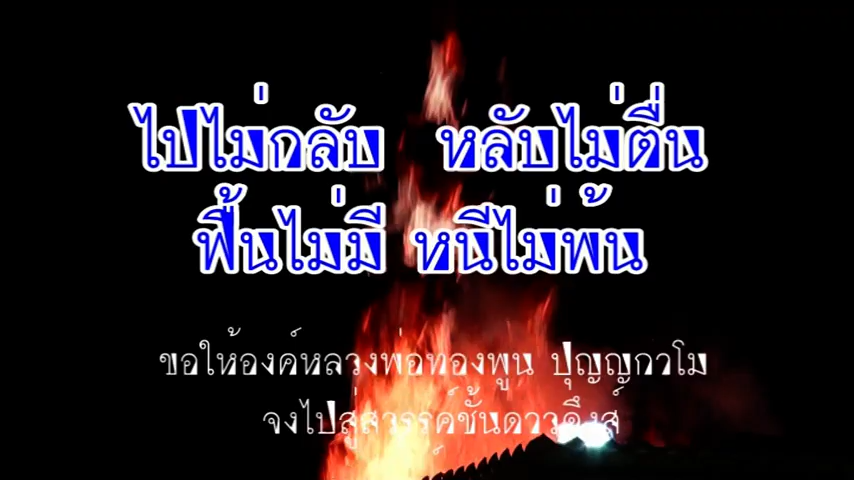 ไปไม่กลับ หลับไม่ตื่น
ฟื้นไม่มี หนีไม่พ้น
ขอให้องค์หลวงพ่อทองพูน ปุญญกาโม
จงไปสู่สวรรค์ชั้นดาวดึงส์